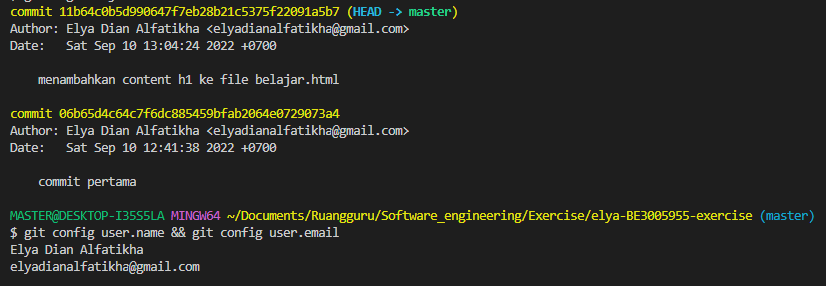 commit 11b64c0b5d990647f7eb28b21c5375f22091a5b7 (HEAD -> master)
Author: Elya Dian Alfatikha <elyadianalfatikha@gmail.com>
Date:   Sat Sep 10 13:04:24 2022 +0700
menambahkan content h1 ke file belajar.html
commit 06b65d4c64c7f6dc885459bfab2064e0729073a4
Author: Elya Dian Alfatikha <elyadianalfatikha@gmail.com>
Date:   Sat Sep 10 12:41:38 2022 +0700
commit pertama
MASTER@DESKTOP-I35S5LA MINGW64 ~/Documents/Ruangguru/Software_engineering/Exercise/elya-BE3005955-exercise (master)
$ git config user.name && git config user.email
Elya Dian Alfatikha
elyadianalfatikha@gmail.com